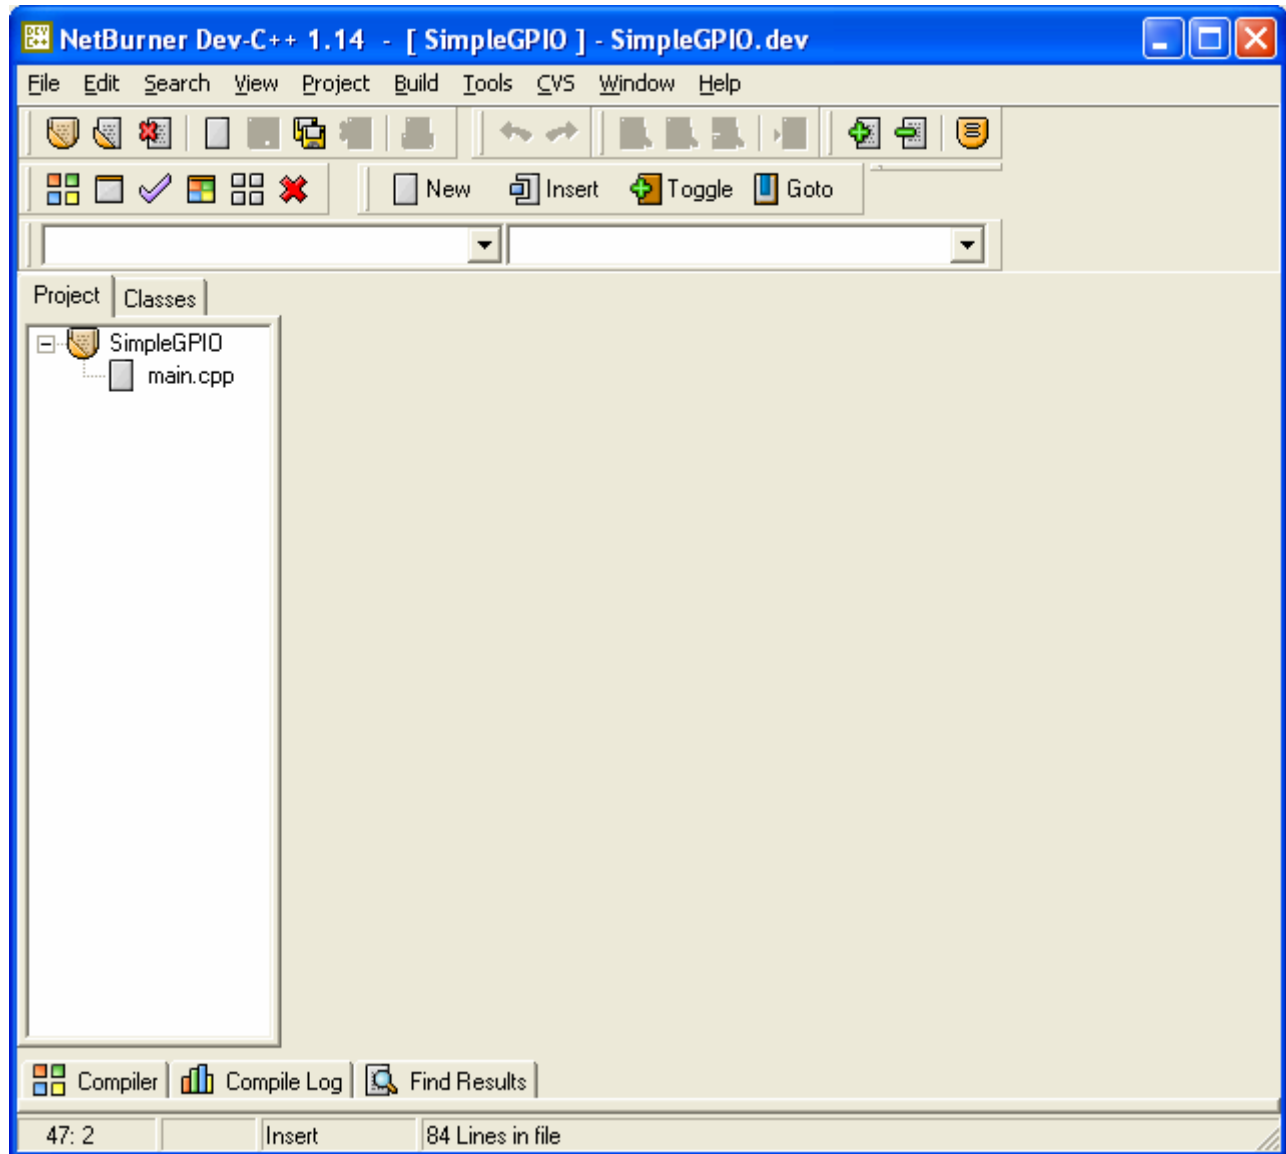 NetBurner Dev-C++ 1.14 - [ SimpleGPIO ] - SimpleGPIO.dev
File Edit Search View Project Build Tools CVS Window Help
New Insert Toggle Goto
Project Classes
SimpleGPIO
main.cpp
Compiler Compile Log Find Results
47: 2 Insert 84 Lines in file